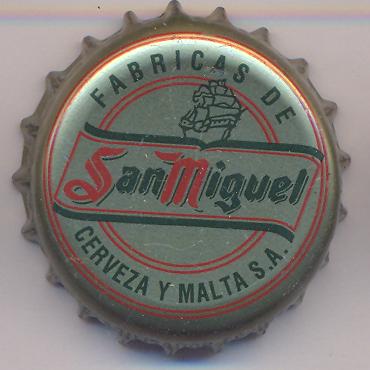 FABRICAS DE
San Miguel
CERVEZA Y MALTA S.A.